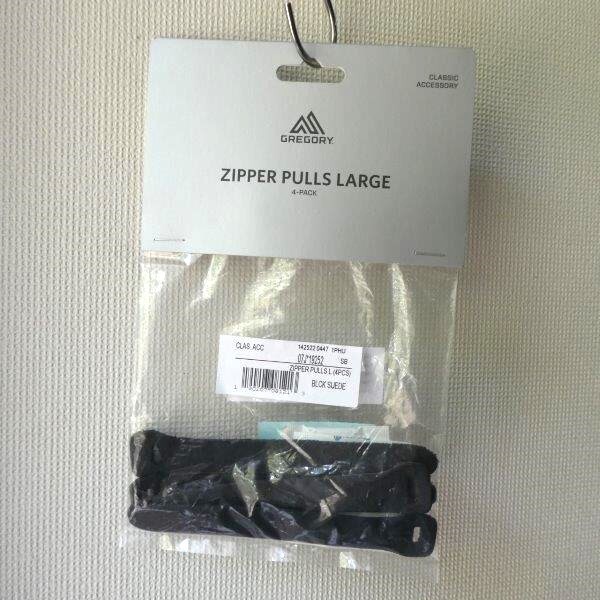 CLASSIC
ACCESSORY
GREGORY
ZIPPER PULLS LARGE
4-PACK
CLAS. ACC
142522 0447 1PHU
07J*19252 SB
ZIPPER PULLS L (4PCS)
BLCK SUEDE